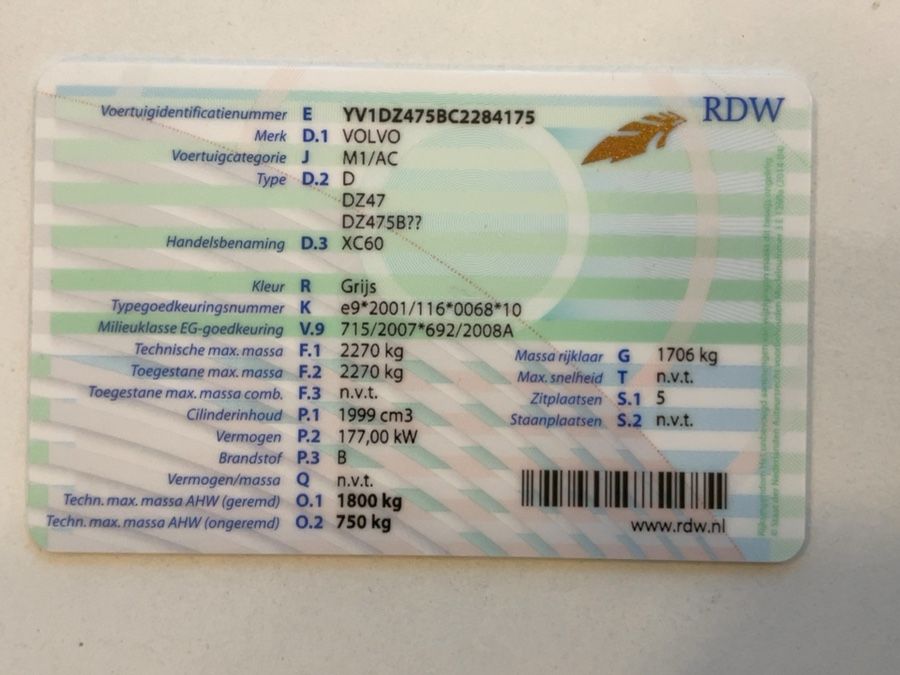 RDW
Voertuigidentificatienummer E YV1DZ475BC2284175
Merk D.1 VOLVO
Voertuigcategorie J M1/AC
Type D.2 D
DZ47
DZ475B??
Handelsbenaming D.3 XC60
Kleur R Grijs
Typegoedkeuringsnummer K e9*2001/116*0068*10
Milieuklasse EG-goedkeuring V.9 715/2007*692/2008A
Technische max. massa F.1 2270 kg
Toegestane max. massa F.2 2270 kg
Toegestane max. massa comb. F.3 n.v.t.
Cilinderinhoud P.1 1999 cm3
Vermogen P.2 177,00 kW
Brandstof P.3 B
Vermogen/massa Q n.v.t.
Techn. max. massa AHW (geremd) O.1 1800 kg
Techn. max. massa AHW (ongeremd) O.2 750 kg
Massa rijklaar G 1706 kg
Max. snelheid T n.v.t.
Zitplaatsen S.1 5
Staanplaatsen S.2 n.v.t.
www.rdw.nl